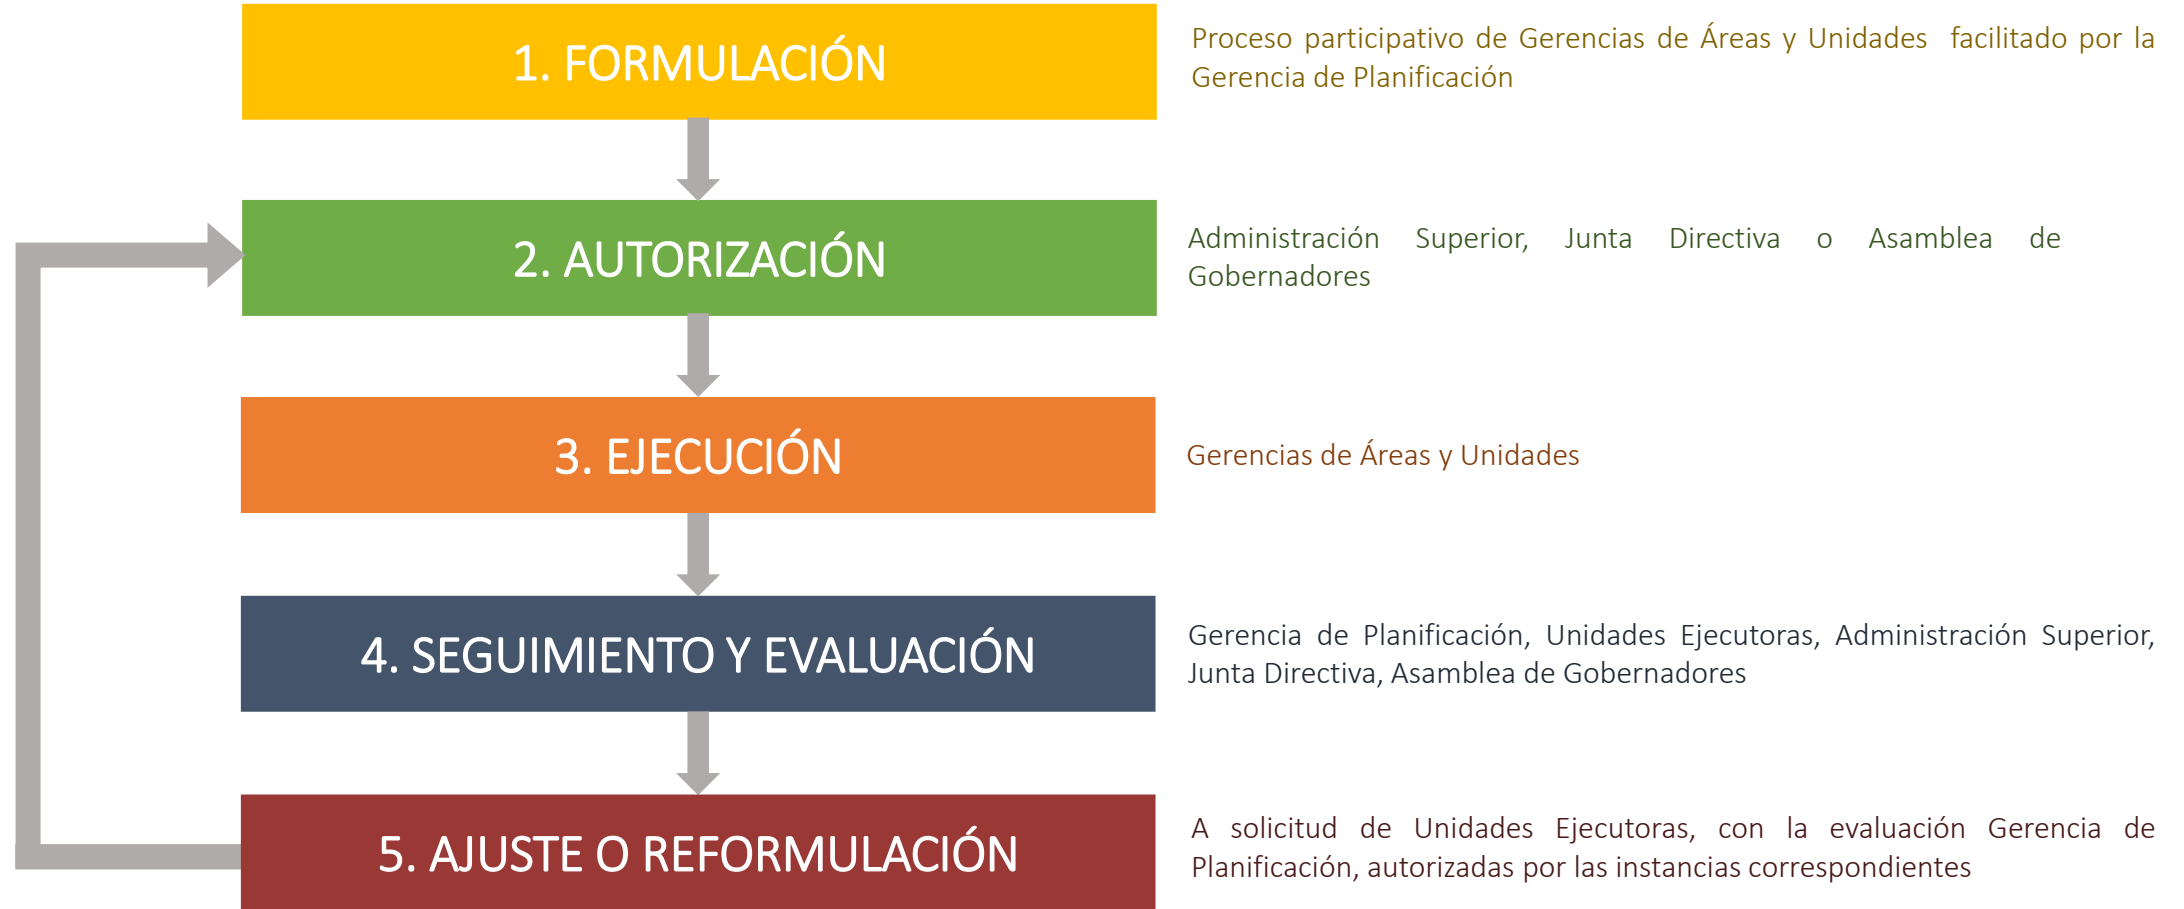 1. FORMULACIÓN
Proceso participativo de Gerencias de Áreas y Unidades facilitado por la
Gerencia de Planificación
2. AUTORIZACIÓN
Administración Superior, Junta Directiva o Asamblea de
Gobernadores
3. EJECUCIÓN
Gerencias de Áreas y Unidades
4. SEGUIMIENTO Y EVALUACIÓN
Gerencia de Planificación, Unidades Ejecutoras, Administración Superior,
Junta Directiva, Asamblea de Gobernadores
5. AJUSTE O REFORMULACIÓN
A solicitud de Unidades Ejecutoras, con la evaluación Gerencia de
Planificación, autorizadas por las instancias correspondientes